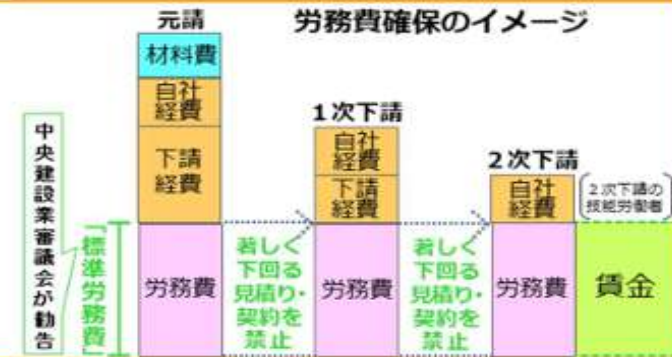 労務費確保のイメージ
元請
材料費
自社
経費
下請
経費
労務費
1次下請
自社
経費
下請
経費
労務費
2次下請
自社
経費
労務費
2次下請の
技能労働者
賃金
著しく
下回る
見積り・
契約を
禁止
著しく
下回る
見積り・
契約を
禁止
中央建設業審議会が勧告
「標準労務費」